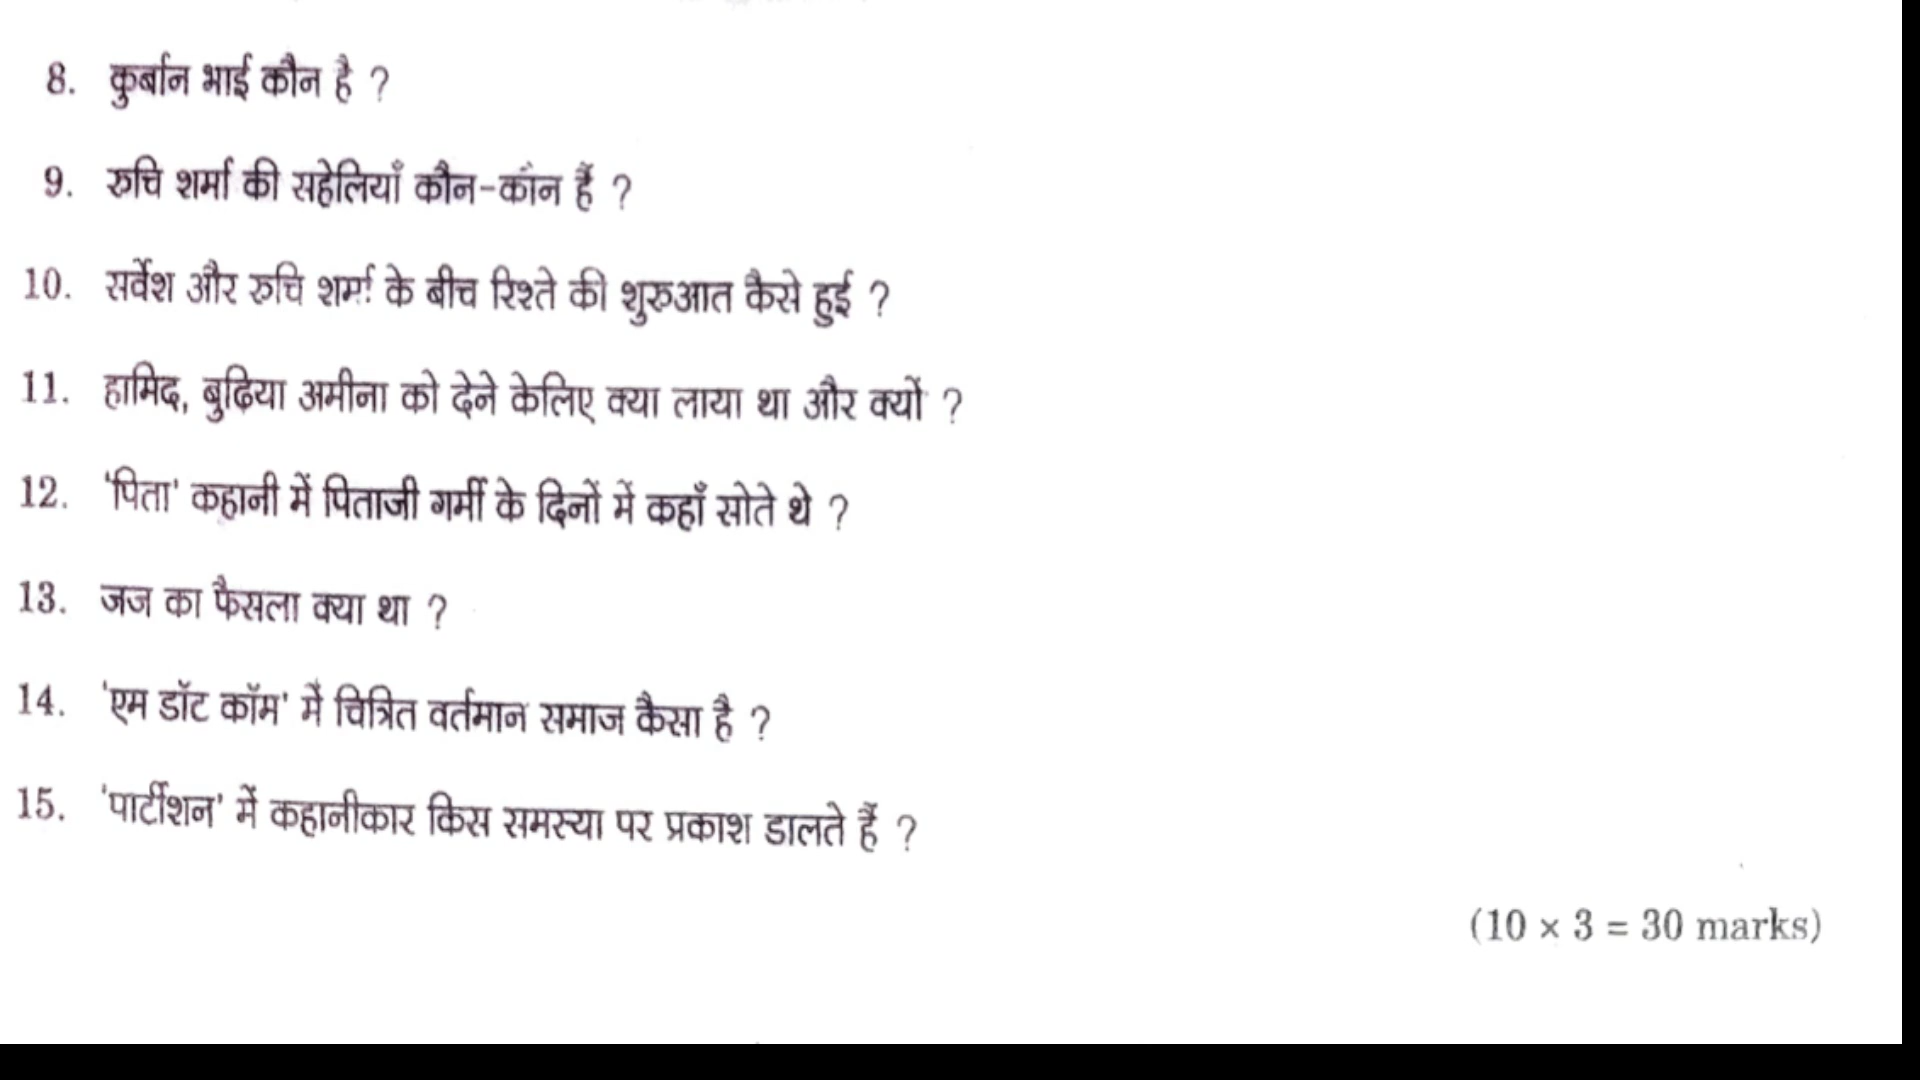 8. कुर्बान भाई कौन है ?
9. रुचि शर्मा की सहेलियाँ कौन-कौन हैं ?
10. सर्वेश और रुचि शर्मा के बीच रिश्ते की शुरुआत कैसे हुई ?
11. हामिद, बुढिया अमीना को देने केलिए क्या लाया था और क्यों ?
12. 'पिता' कहानी में पिताजी गर्मी के दिनों में कहाँ सोते थे ?
13. जज का फैसला क्या था ?
14. 'एम डॉट कॉम' में चित्रित वर्तमान समाज कैसा है ?
15. 'पार्टीशन' में कहानीकार किस समस्या पर प्रकाश डालते हैं ?
(10 × 3 = 30 marks)